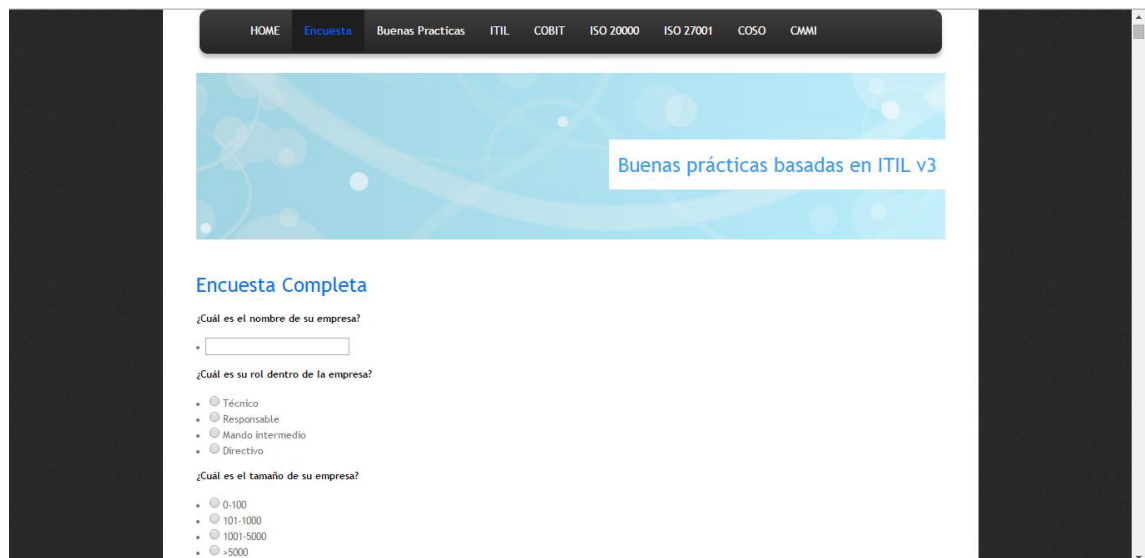 HOME Encuesta Buenas Practicas ITIL COBIT ISO 20000 ISO 27001 COSO CMMI
Buenas prácticas basadas en ITIL v3
Encuesta Completa
¿Cuál es el nombre de su empresa?
¿Cuál es su rol dentro de la empresa?
Técnico
Responsable
Mando intermedio
Directivo
¿Cuál es el tamaño de su empresa?
0-100
101-1000
1001-5000
>5000